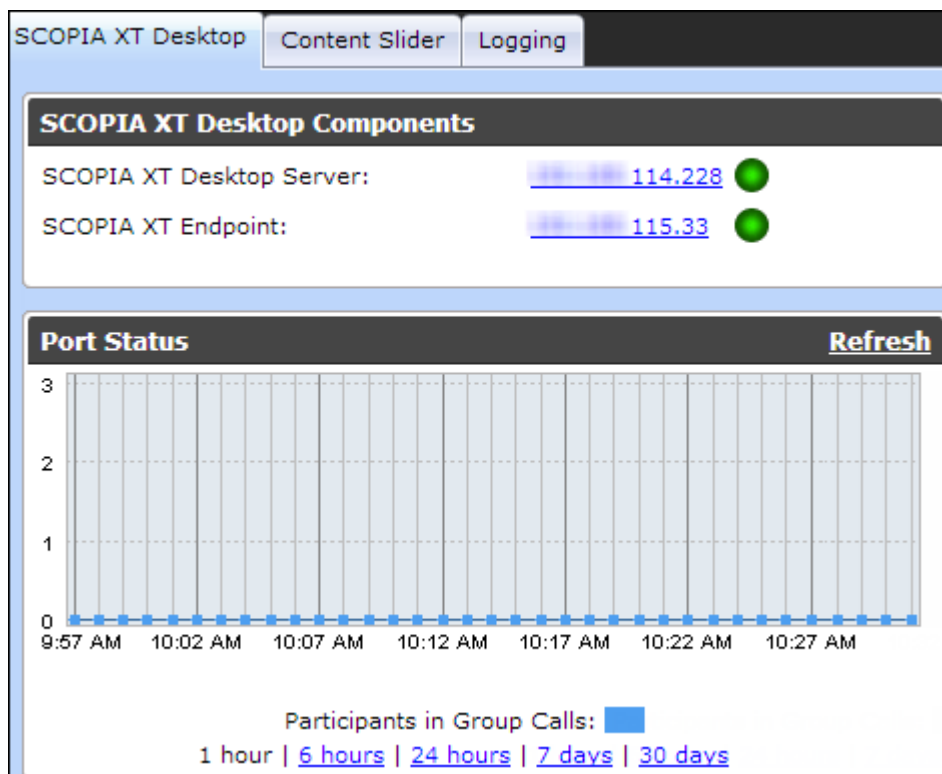 SCOPIA XT Desktop Content Slider Logging
SCOPIA XT Desktop Components
SCOPIA XT Desktop Server: 114.228
SCOPIA XT Endpoint: 115.33
Port Status Refresh
3
2
1
0
9:57 AM 10:02 AM 10:07 AM 10:12 AM 10:17 AM 10:22 AM 10:27 AM
Participants in Group Calls:
1 hour | 6 hours | 24 hours | 7 days | 30 days